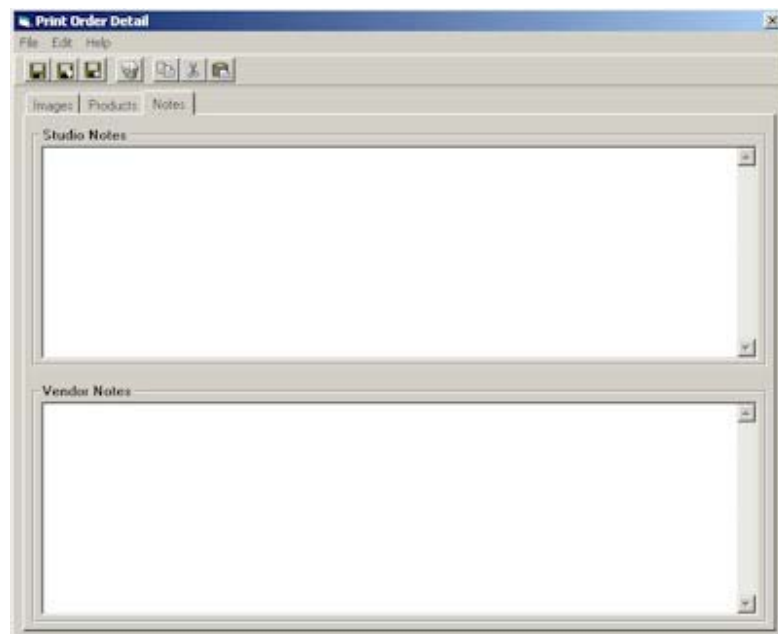 Print Order Detail
File Edit Help
Images Products Notes
Studio Notes
Vendor Notes